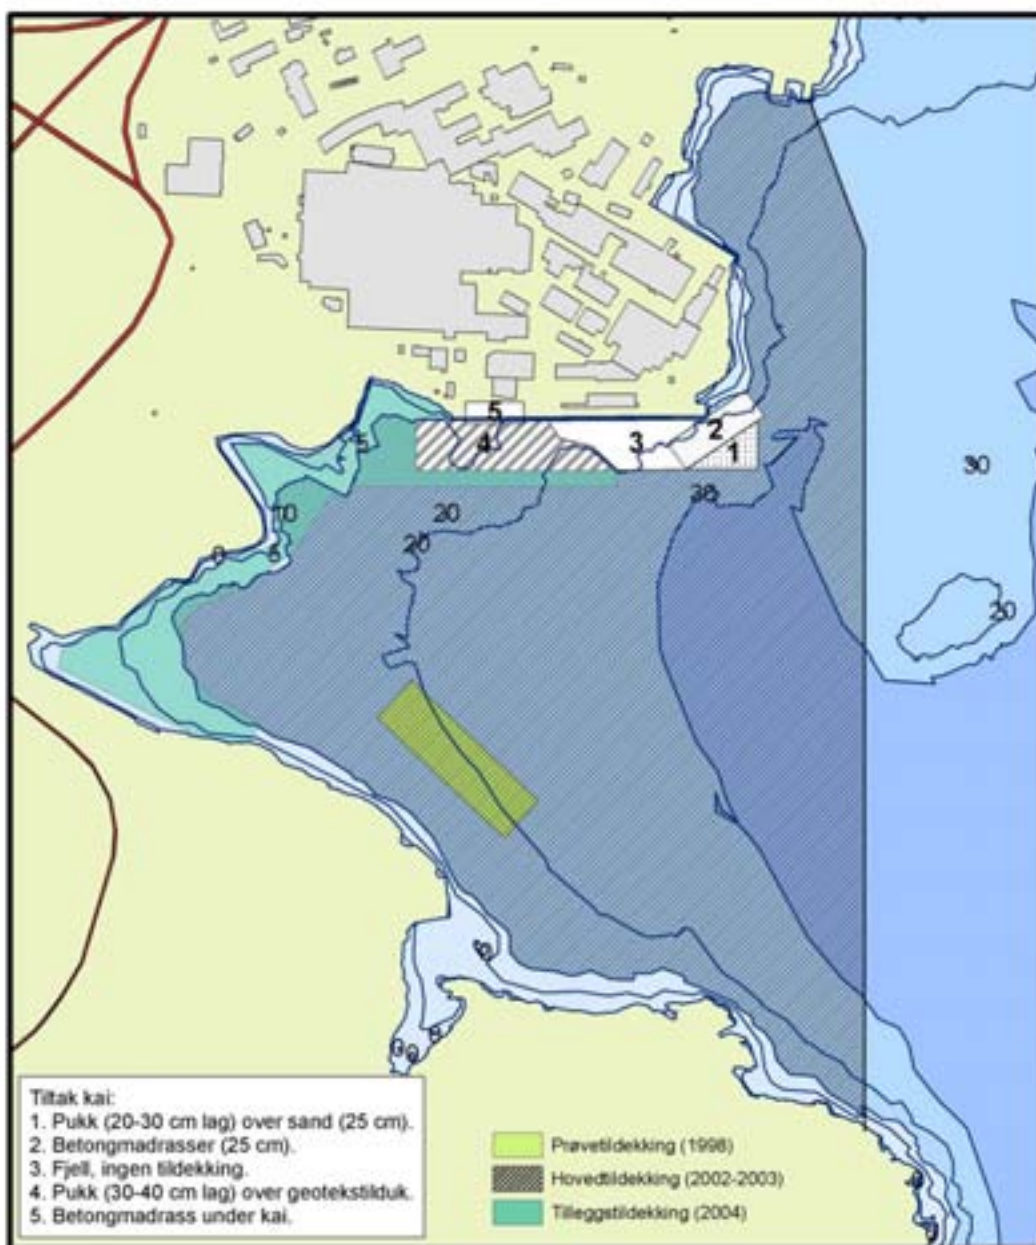 5
5
4
3
2
1
30
30
10
20
20
0
5
20
0
0
Tiltak kai:
1. Pukk (20-30 cm lag) over sand (25 cm).
2. Betongmadrasser (25 cm).
3. Fjell, ingen tildekking.
4. Pukk (30-40 cm lag) over geotekstilduk.
5. Betongmadrass under kai.
Prøvetildekking (1998)
Hovedtildekking (2002-2003)
Tilleggstildekking (2004)